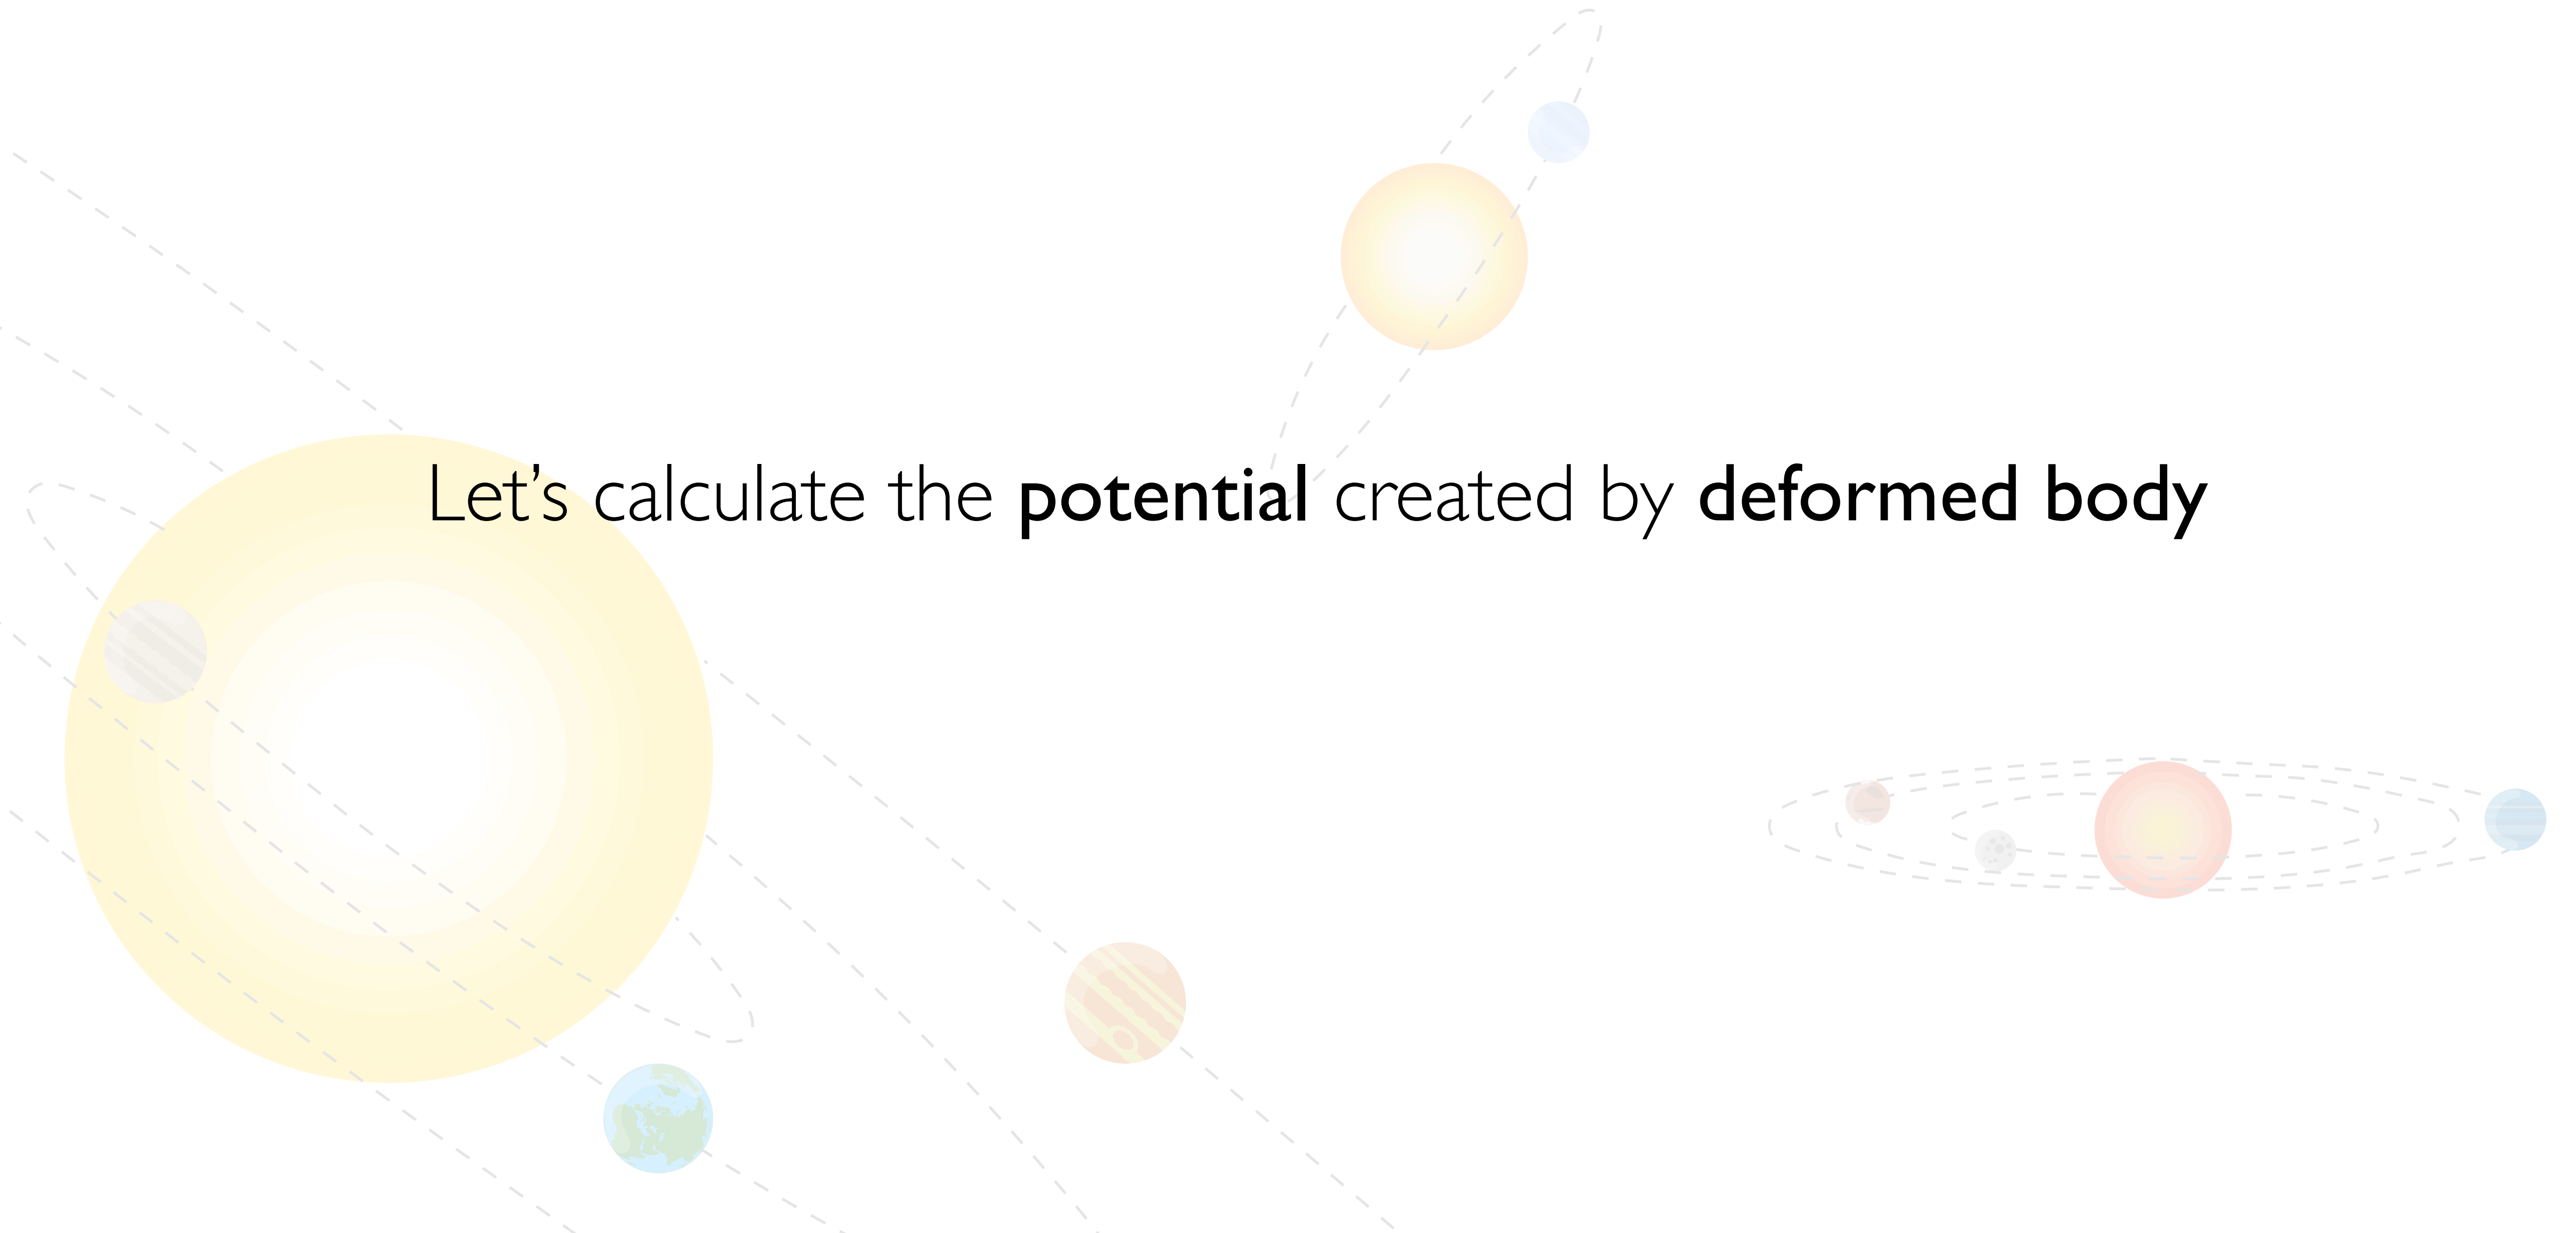 Let’s calculate the potential created by deformed body